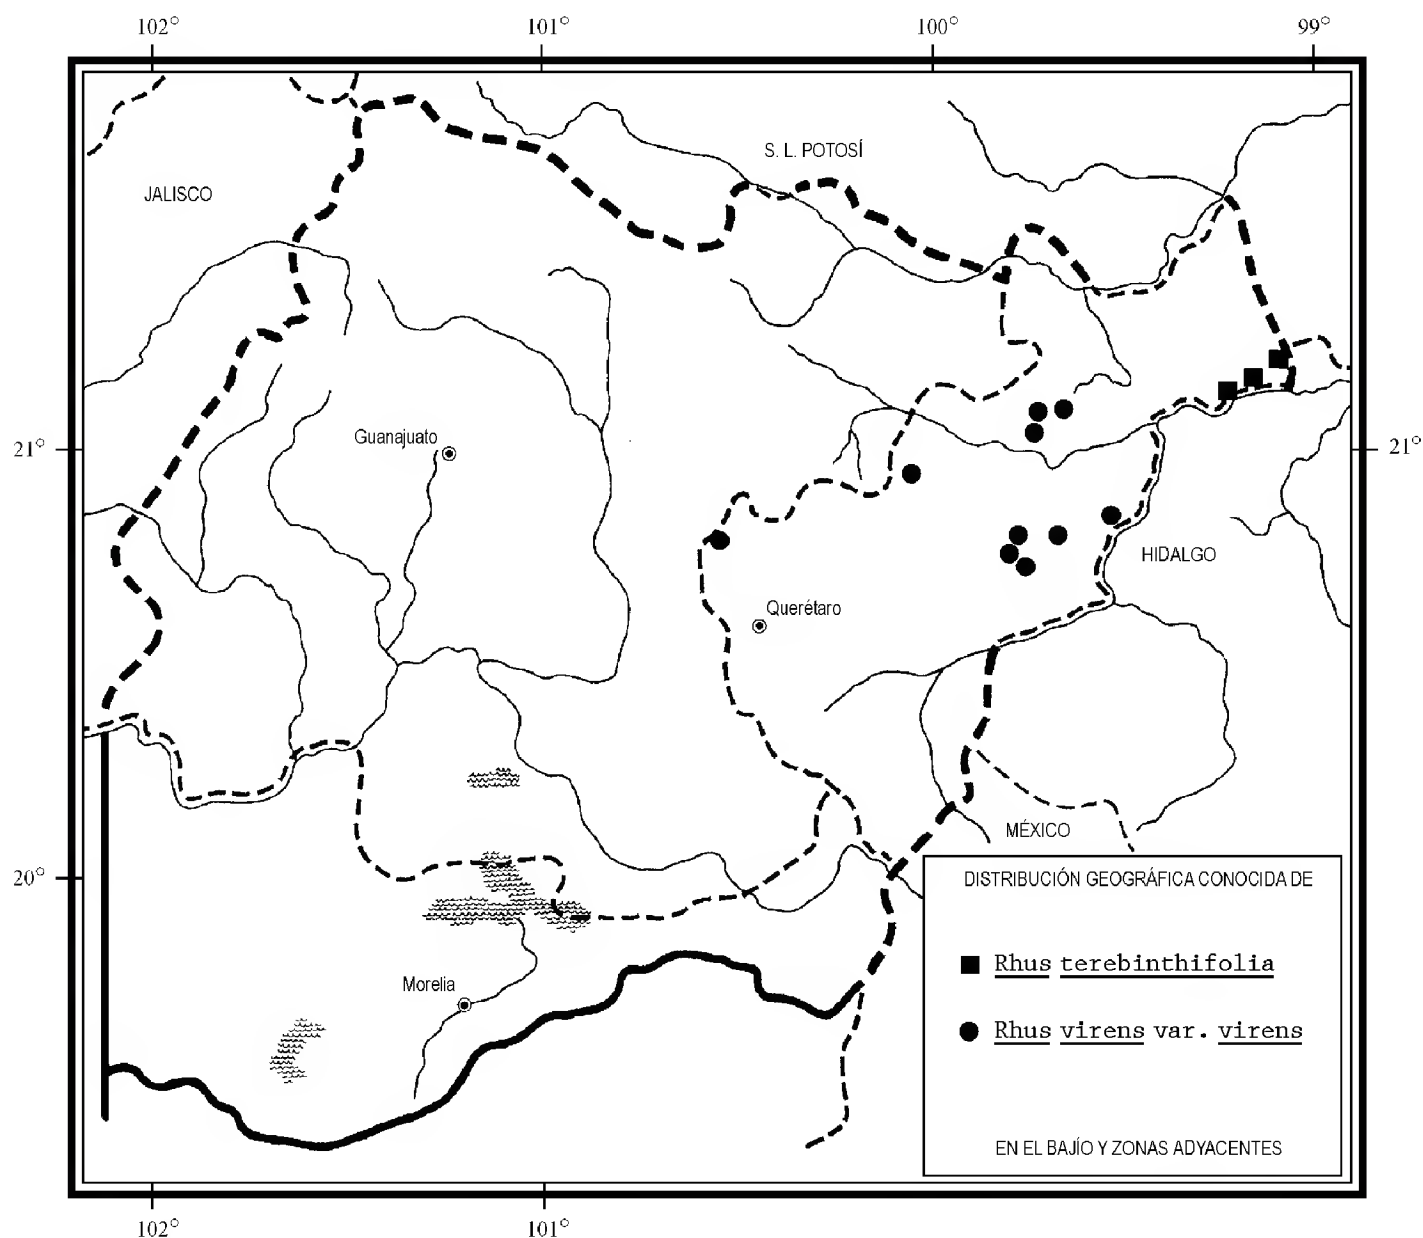 102° 101° 100° 99°
S. L. POTOSÍ
JALISCO
Guanajuato
21° 21°
HIDALGO
Querétaro
MÉXICO
20°
DISTRIBUCIÓN GEOGRÁFICA CONOCIDA DE
Rhus terebinthifolia
Morelia
Rhus virens var. virens
EN EL BAJÍO Y ZONAS ADYACENTES
102° 101°